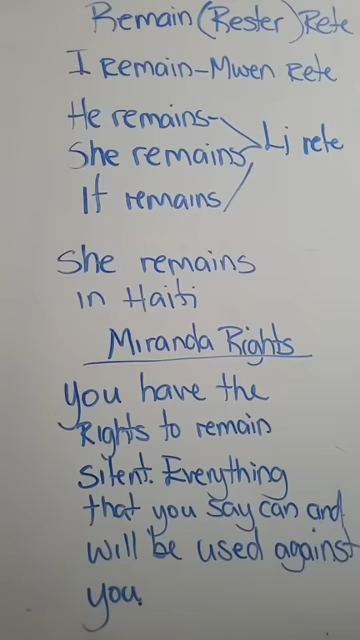 Remain (Rester) Rete
I Remain - Mwen Rete
He remains
She remains Li rete
It remains
She remains
in Haiti
Miranda Rights
You have the
Rights to remain
silent. Everything
that you say can and
will be used against
you.